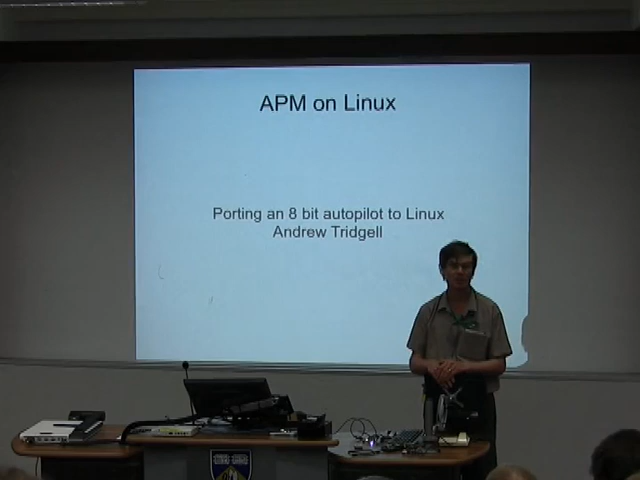 APM on Linux
Porting an 8 bit autopilot to Linux
Andrew Tridgell